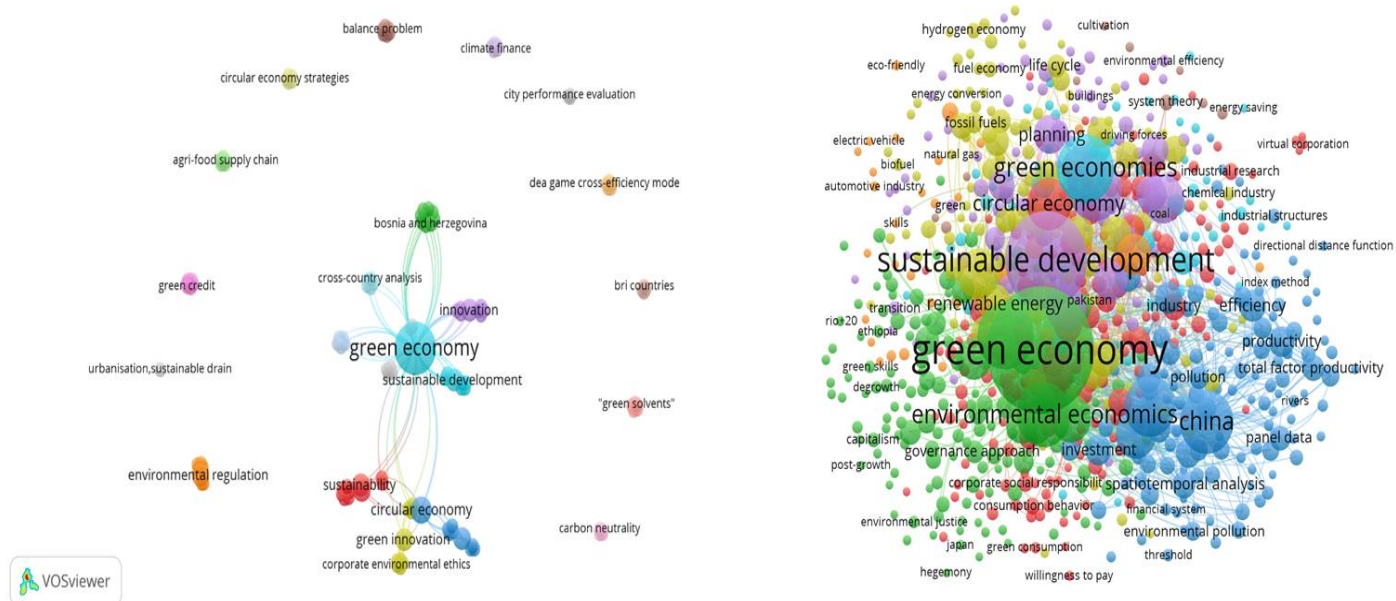 balance problem
climate finance
circular economy strategies
city performance evaluation
agri-food supply chain
dea game cross-efficiency mode
bosnia and herzegovina
cross-country analysis
green credit
bri countries
innovation
green economy
urbanisation,sustainable drain
sustainable development
"green solvents"
environmental regulation
sustainability
circular economy
carbon neutrality
green innovation
corporate environmental ethics
VOSviewer
hydrogen economy
cultivation
eco-friendly
fuel economy
life cycle
environmental efficiency
energy conversion
buildings
system theory
energy saving
fossil fuels
planning
driving forces
electric vehicle
virtual corporation
natural gas
biofuel
green economies
industrial research
automotive industry
chemical industry
green
circular economy
coal
industrial structures
skills
directional distance function
sustainable development
index method
transition
renewable energy
pakistan
industry
efficiency
rio+20
ethiopia
green economy
productivity
green skills
total factor productivity
degrowth
pollution
rivers
environmental economics
china
capitalism
panel data
governance approach
investment
post-growth
corporate social responsibilit
spatiotemporal analysis
consumption behavior
financial system
environmental justice
environmental pollution
japan
green consumption
threshold
hegemony
willingness to pay